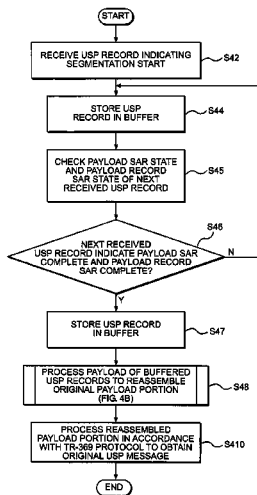 START
RECEIVE USP RECORD INDICATING
SEGMENTATION START
S42
STORE USP
RECORD IN BUFFER
S44
CHECK PAYLOAD SAR STATE
AND PAYLOAD RECORD
SAR STATE OF NEXT
RECEIVED USP RECORD
S45
S46
NEXT RECEIVED
USP RECORD INDICATE PAYLOAD SAR
COMPLETE AND PAYLOAD RECORD
SAR COMPLETE?
N
Y
STORE USP RECORD
IN BUFFER
S47
PROCESS PAYLOAD OF BUFFERED
USP RECORDS TO REASSEMBLE
ORIGINAL PAYLOAD PORTION
(FIG. 4B)
S48
PROCESS REASSEMBLED
PAYLOAD PORTION IN ACCORDANCE
WITH TR-369 PROTOCOL TO OBTAIN
ORIGINAL USP MESSAGE
S410
END